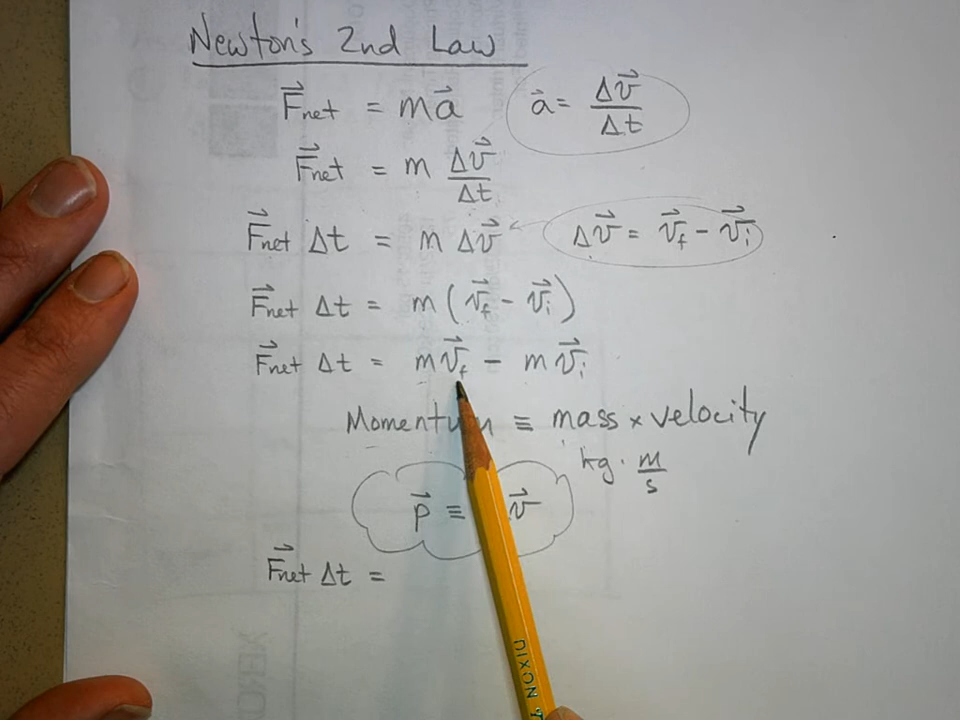 Newton's 2nd Law
F⃗net = ma⃗
a⃗ = Δv⃗/Δt
F⃗net = m Δv⃗/Δt
F⃗net Δt = m Δv⃗
Δv⃗ = v⃗f - v⃗i
F⃗net Δt = m(v⃗f - v⃗i)
F⃗net Δt = mv⃗f - mv⃗i
Momentum ≡ mass × velocity
kg · m/s
p⃗ ≡ v⃗
F⃗net Δt =
DIXON